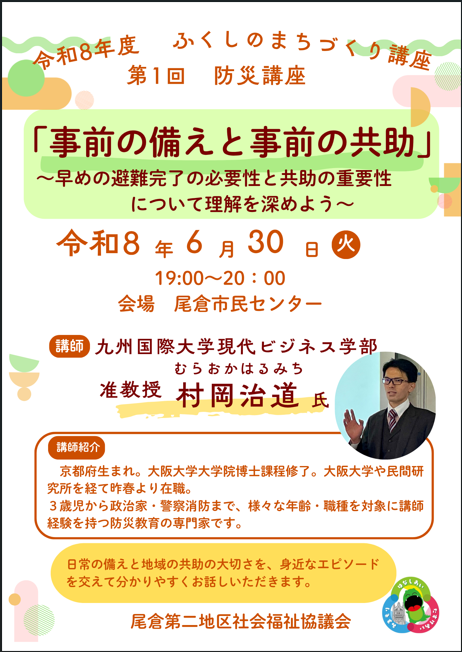 令和8年度　ふくしのまちづくり講座
第1回　防災講座
「事前の備えと事前の共助」
～早めの避難完了の必要性と共助の重要性
について理解を深めよう～
令和8年6月30日火
19:00～20：00
会場　尾倉市民センター
講師　九州国際大学現代ビジネス学部
むらおかはるみち
准教授　村岡治道　氏
講師紹介
京都府生まれ。大阪大学大学院博士課程修了。大阪大学や民間研
究所を経て昨春より在職。
３歳児から政治家・警察消防まで、様々な年齢・職種を対象に講師
経験を持つ防災教育の専門家です。
日常の備えと地域の共助の大切さを、身近なエピソード
を交えて分かりやすくお話しいただきます。
尾倉第二地区社会福祉協議会